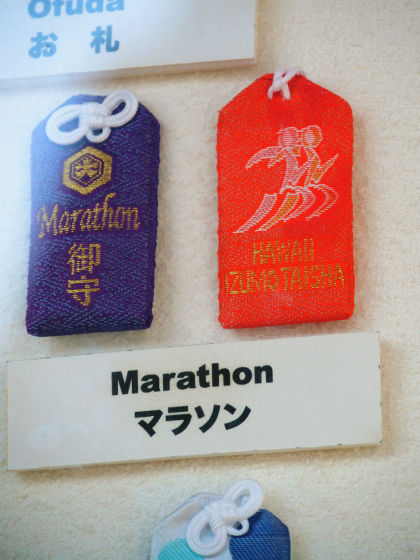 Ofuda
お 札
Marathon
御
守
HAWAII
IZUMO TAISHA
Marathon
マラソン